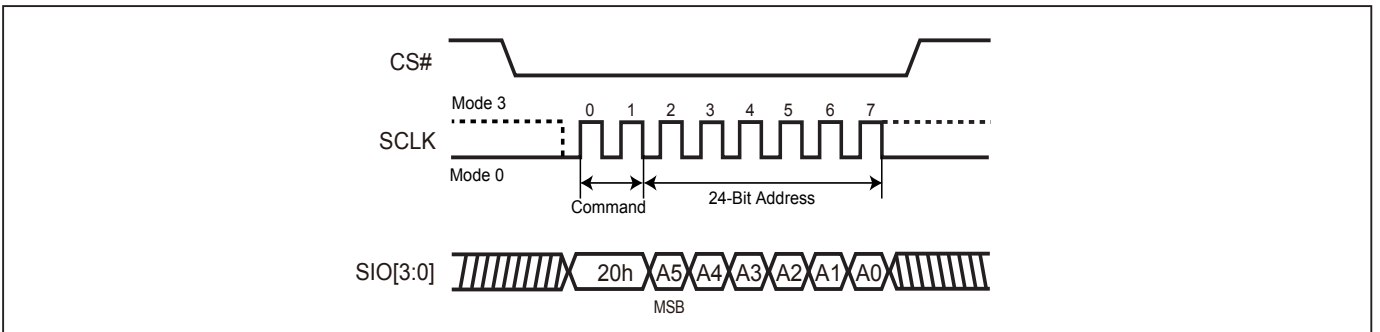 CS#
Mode 3
0 1 2 3 4 5 6 7
SCLK
Mode 0
Command
24-Bit Address
SIO[3:0]
20h A5 A4 A3 A2 A1 A0
MSB